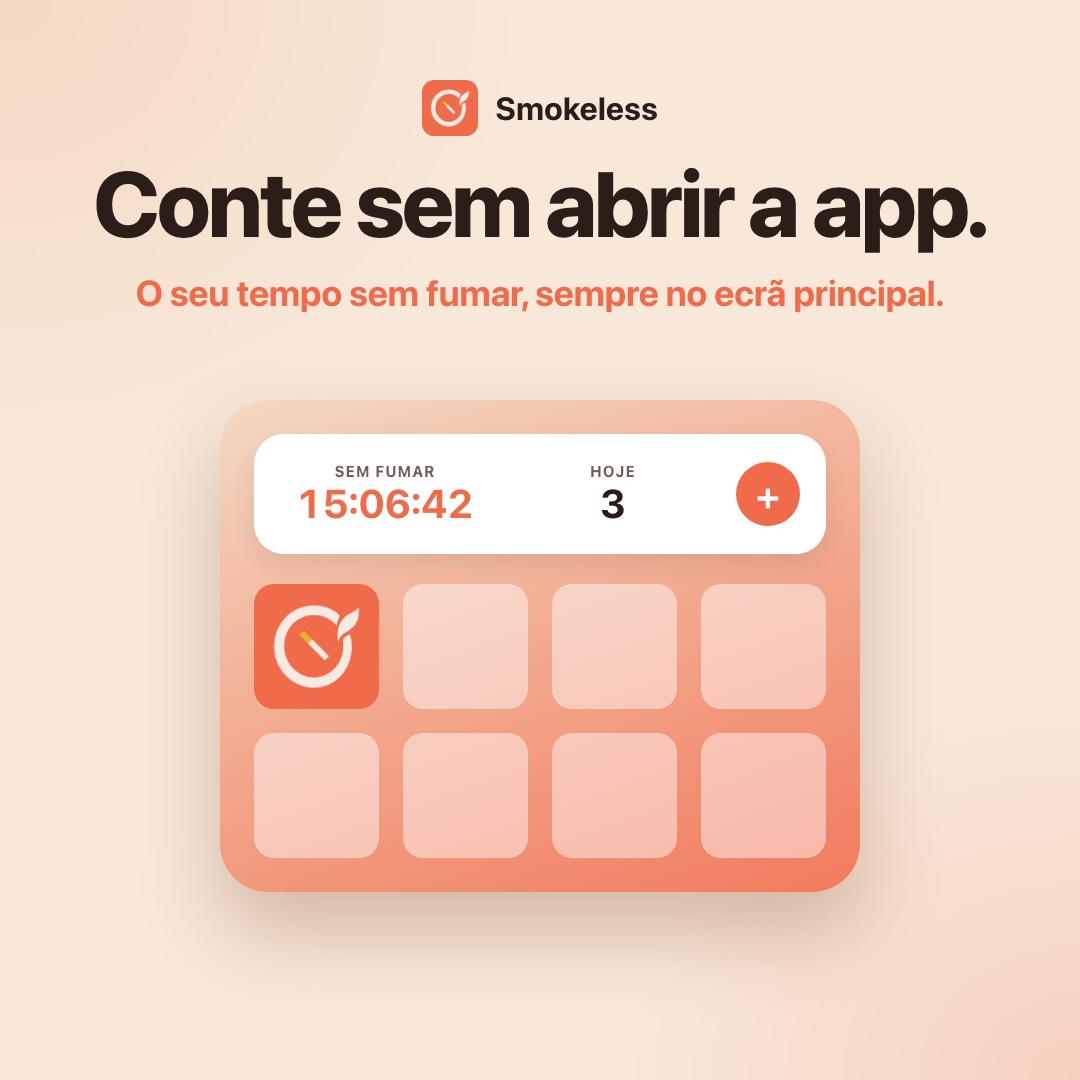 Smokeless
Conte sem abrir a app.
O seu tempo sem fumar, sempre no ecrã principal.
SEM FUMAR
15:06:42
HOJE
3
+